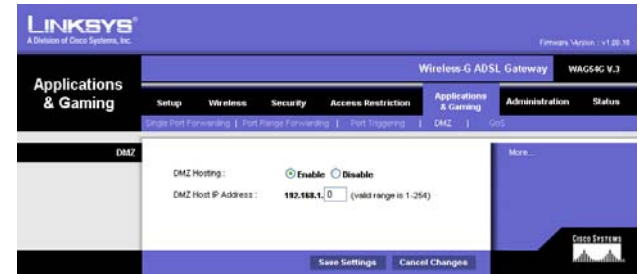 LINKSYS®
A Division of Cisco Systems, Inc.
Firmware Version : v1.00.16
Wireless-G ADSL Gateway WAG54G V.3
Applications
& Gaming
Setup Wireless Security Access Restriction Applications & Gaming Administration Status
Single Port Forwarding | Port Range Forwarding | Port Triggering | DMZ | QoS
DMZ
More...
DMZ Hosting : Enable Disable
DMZ Host IP Address : 192.168.1. 0 (valid range is 1-254)
CISCO SYSTEMS
Save Settings Cancel Changes